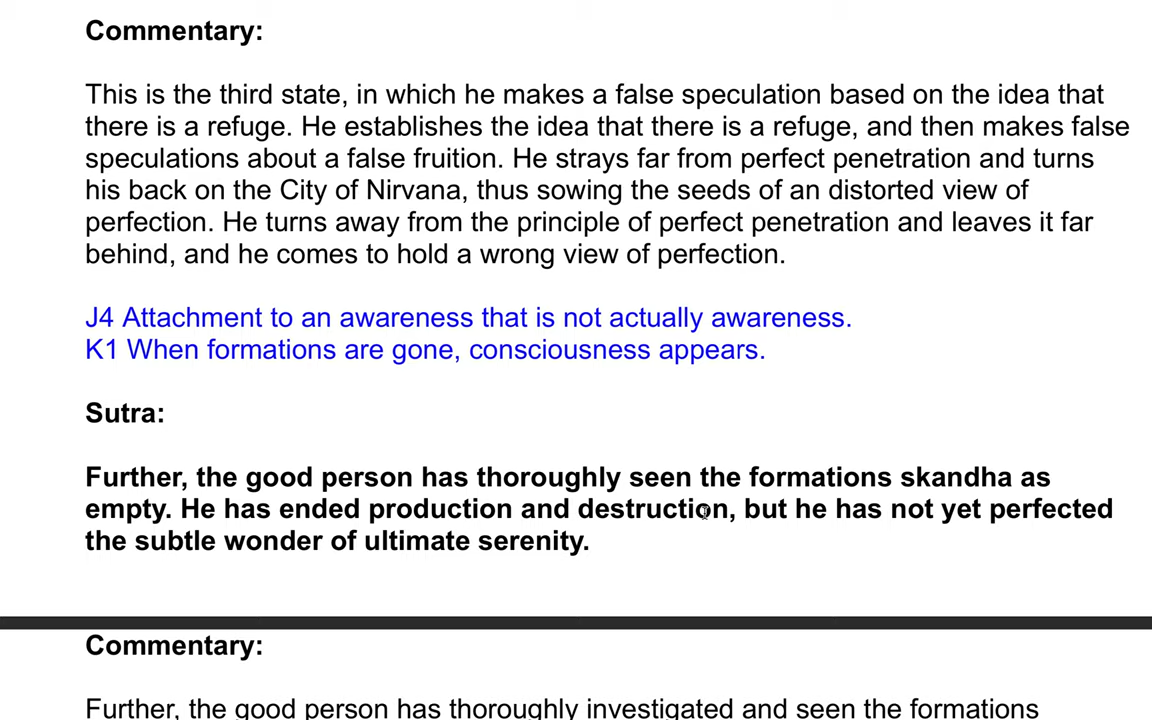 Commentary:
This is the third state, in which he makes a false speculation based on the idea that
there is a refuge. He establishes the idea that there is a refuge, and then makes false
speculations about a false fruition. He strays far from perfect penetration and turns
his back on the City of Nirvana, thus sowing the seeds of an distorted view of
perfection. He turns away from the principle of perfect penetration and leaves it far
behind, and he comes to hold a wrong view of perfection.
J4 Attachment to an awareness that is not actually awareness.
K1 When formations are gone, consciousness appears.
Sutra:
Further, the good person has thoroughly seen the formations skandha as
empty. He has ended production and destruction, but he has not yet perfected
the subtle wonder of ultimate serenity.
Commentary:
Further, the good person has thoroughly investigated and seen the formations